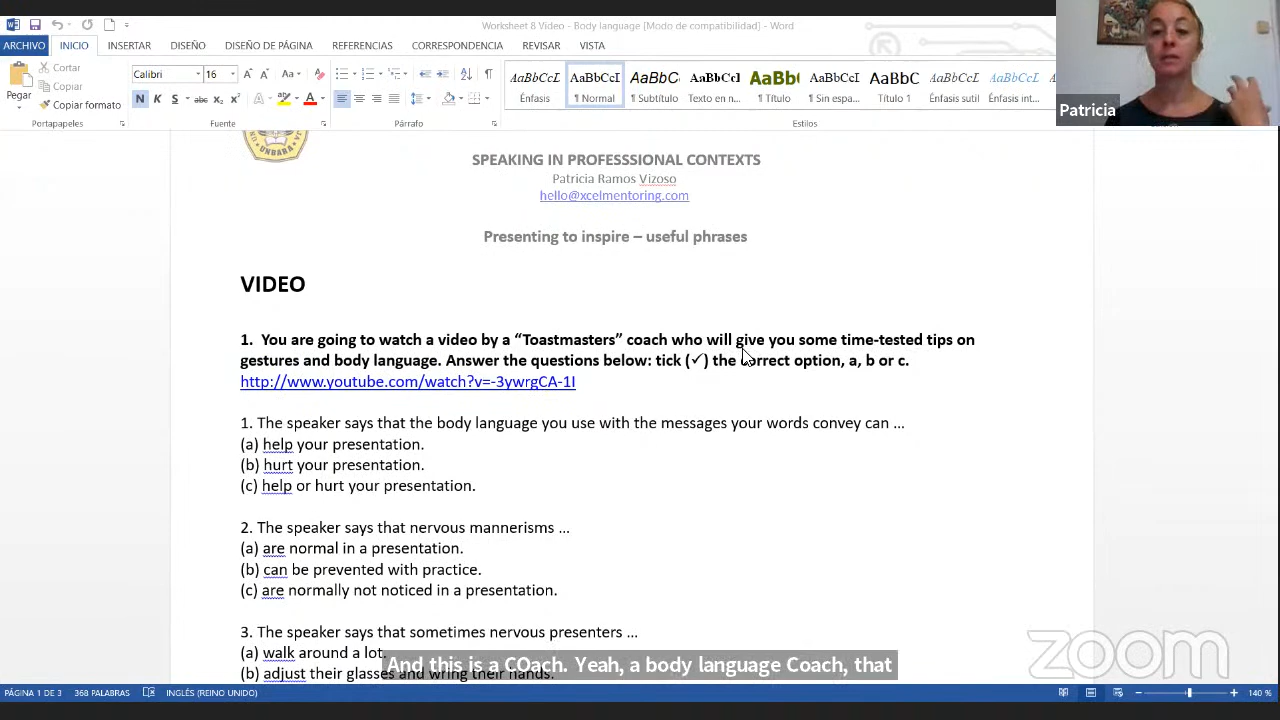 Worksheet 8 Video - Body language [Modo de compatibilidad] - Word
ARCHIVO INICIO INSERTAR DISEÑO DISEÑO DE PÁGINA REFERENCIAS CORRESPONDENCIA REVISAR VISTA
Pegar
Cortar
Copiar
Copiar formato
Portapapeles
Calibri 16
N K S abc x₂ x²
Fuente
Párrafo
AaBbCcL AaBbCcI AaBbC AaBbCcI AaBb( AaBbCcI AaBbC AaBbCcL AaBbCcL
Énfasis ¶ Normal ¶ Subtítulo Texto en n... ¶ Título ¶ Sin espa... Título 1 Énfasis sutil Énfasis int...
Estilos
Patricia
UNBARA
SPEAKING IN PROFESSSIONAL CONTEXTS
Patricia Ramos Vizoso
hello@xcelmentoring.com
Presenting to inspire – useful phrases
VIDEO
1. You are going to watch a video by a “Toastmasters” coach who will give you some time-tested tips on
gestures and body language. Answer the questions below: tick (✓) the correct option, a, b or c.
http://www.youtube.com/watch?v=-3ywrgCA-1I
1. The speaker says that the body language you use with the messages your words convey can ...
(a) help your presentation.
(b) hurt your presentation.
(c) help or hurt your presentation.
2. The speaker says that nervous mannerisms ...
(a) are normal in a presentation.
(b) can be prevented with practice.
(c) are normally not noticed in a presentation.
3. The speaker says that sometimes nervous presenters ...
(a) walk around a lot.
(b) adjust their glasses and wring their hands.
And this is a COach. Yeah, a body language Coach, that
zoom
PÁGINA 1 DE 3 368 PALABRAS INGLÉS (REINO UNIDO) 140 %